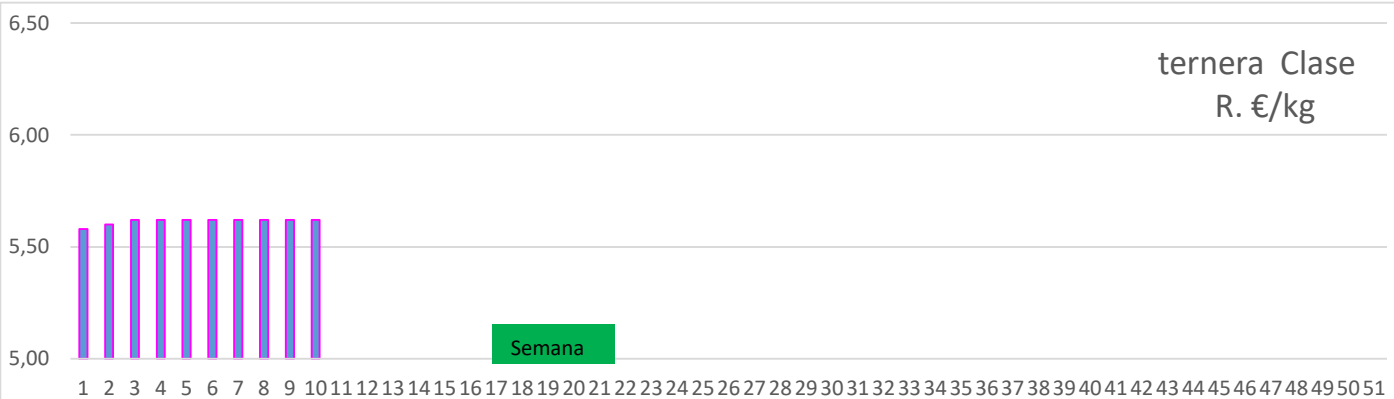 6,50
ternera Clase
R. €/kg
6,00
5,50
Semana
5,00
1 2 3 4 5 6 7 8 9 10 11 12 13 14 15 16 17 18 19 20 21 22 23 24 25 26 27 28 29 30 31 32 33 34 35 36 37 38 39 40 41 42 43 44 45 46 47 48 49 50 51